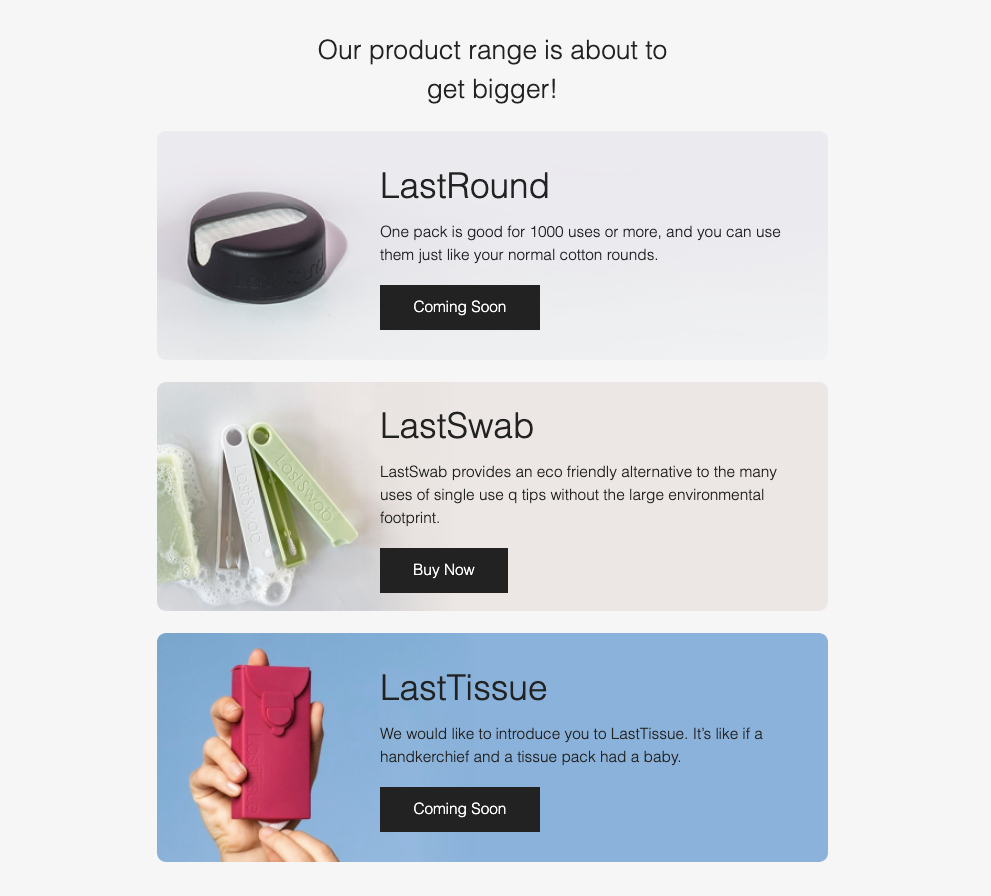 Our product range is about to
get bigger!
LastRound
One pack is good for 1000 uses or more, and you can use
them just like your normal cotton rounds.
Coming Soon
LastSwab
LastSwab
LastSwab
LastSwab provides an eco friendly alternative to the many
uses of single use q tips without the large environmental
footprint.
Buy Now
LastTissue
LastTissue
We would like to introduce you to LastTissue. It’s like if a
handkerchief and a tissue pack had a baby.
Coming Soon